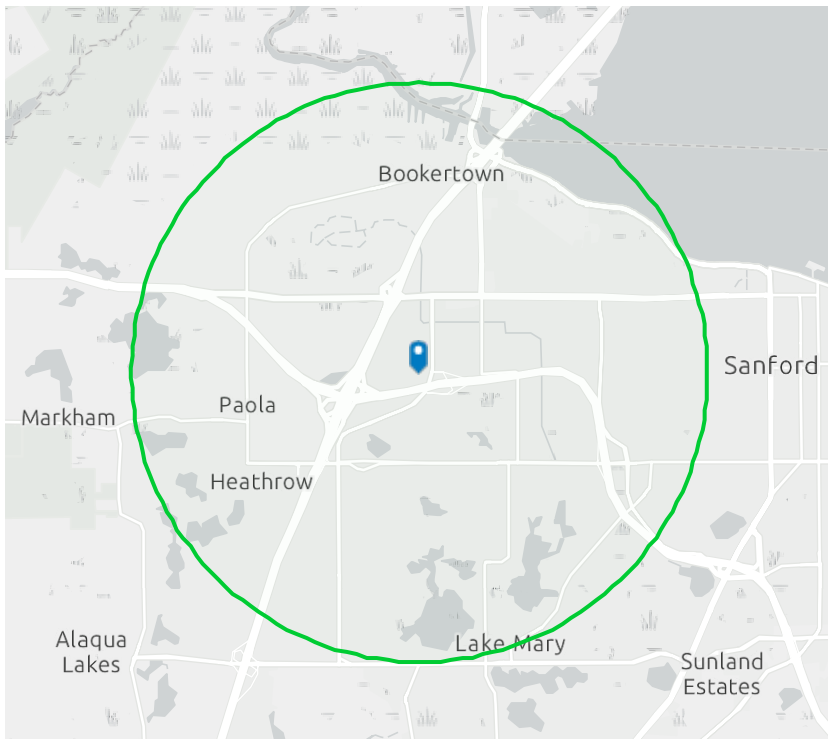 Bookertown
Sanford
Paola
Markham
Heathrow
Alaqua
Lakes
Lake Mary
Sunland
Estates